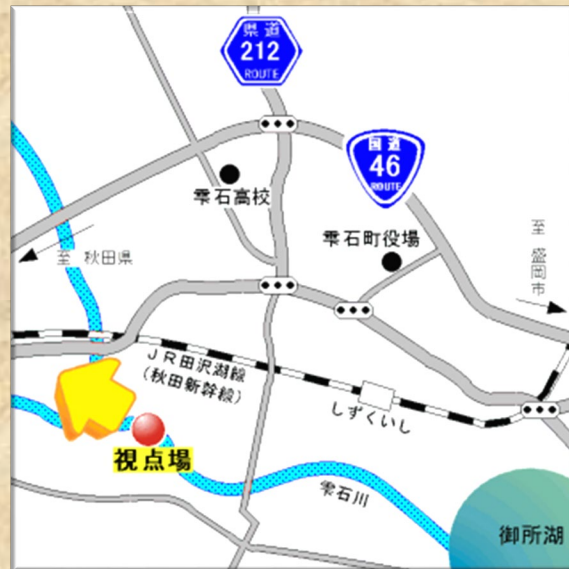 県道
212
ROUTE
国道
46
ROUTE
雫石高校
雫石町役場
至 秋田県
至 盛岡市
JR田沢湖線
(秋田新幹線)
しずくいし
視点場
雫石川
御所湖